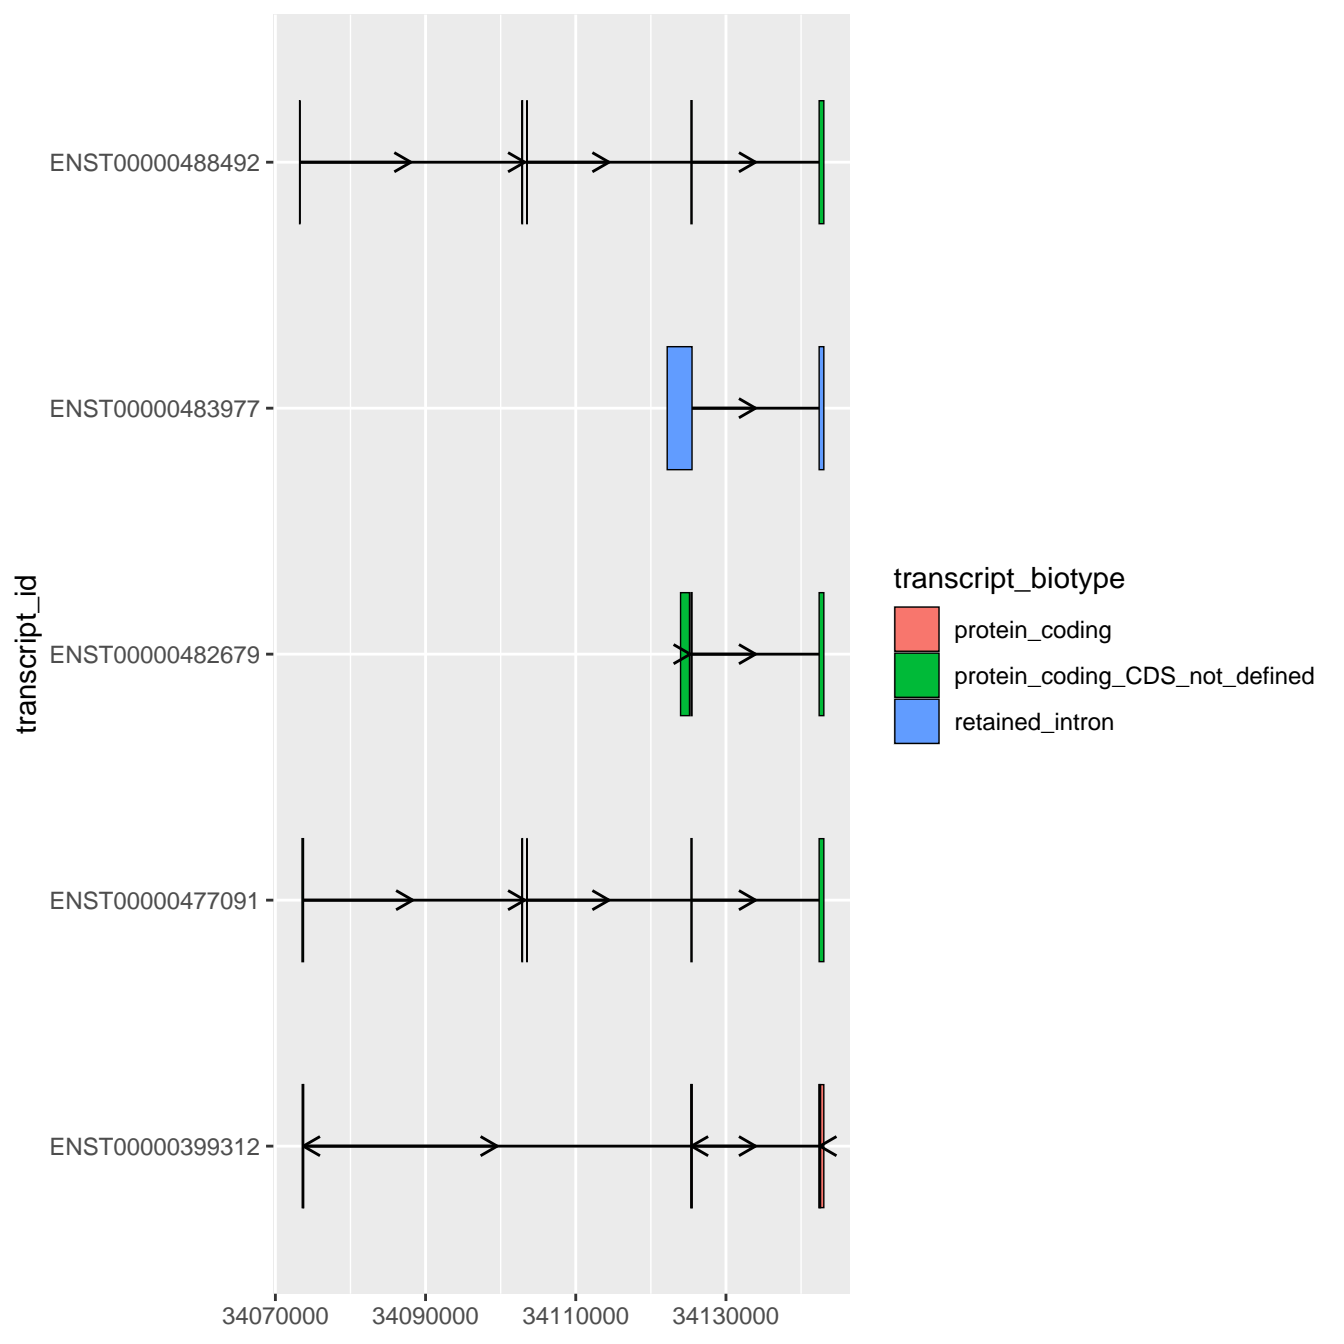 ENST00000488492
ENST00000483977
ENST00000482679
ENST00000477091
ENST00000399312
transcript_id
34070000 34090000 34110000 34130000
transcript_biotype
protein_coding
protein_coding_CDS_not_defined
retained_intron